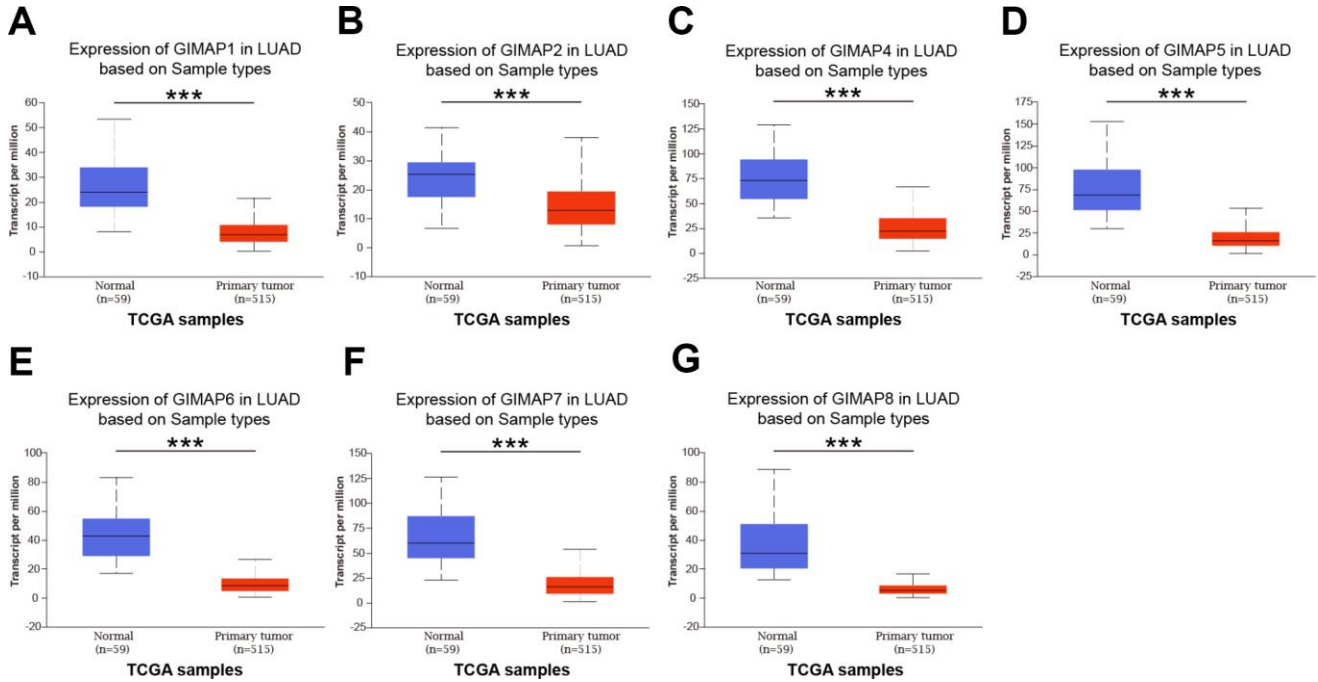 A
Expression of GIMAP1 in LUAD
based on Sample types
***
Transcript per million
60
50
40
30
20
10
0
-10
Normal
(n=59)
Primary tumor
(n=515)
TCGA samples
B
Expression of GIMAP2 in LUAD
based on Sample types
***
Transcript per million
50
40
30
20
10
0
-10
Normal
(n=59)
Primary tumor
(n=515)
TCGA samples
C
Expression of GIMAP4 in LUAD
based on Sample types
***
Transcript per million
150
125
100
75
50
25
0
-25
Normal
(n=59)
Primary tumor
(n=515)
TCGA samples
D
Expression of GIMAP5 in LUAD
based on Sample types
***
Transcript per million
175
150
125
100
75
50
25
0
-25
Normal
(n=59)
Primary tumor
(n=515)
TCGA samples
E
Expression of GIMAP6 in LUAD
based on Sample types
***
Transcript per million
100
80
60
40
20
0
-20
Normal
(n=59)
Primary tumor
(n=515)
TCGA samples
F
Expression of GIMAP7 in LUAD
based on Sample types
***
Transcript per million
150
125
100
75
50
25
0
-25
Normal
(n=59)
Primary tumor
(n=515)
TCGA samples
G
Expression of GIMAP8 in LUAD
based on Sample types
***
Transcript per million
100
80
60
40
20
0
-20
Normal
(n=59)
Primary tumor
(n=515)
TCGA samples